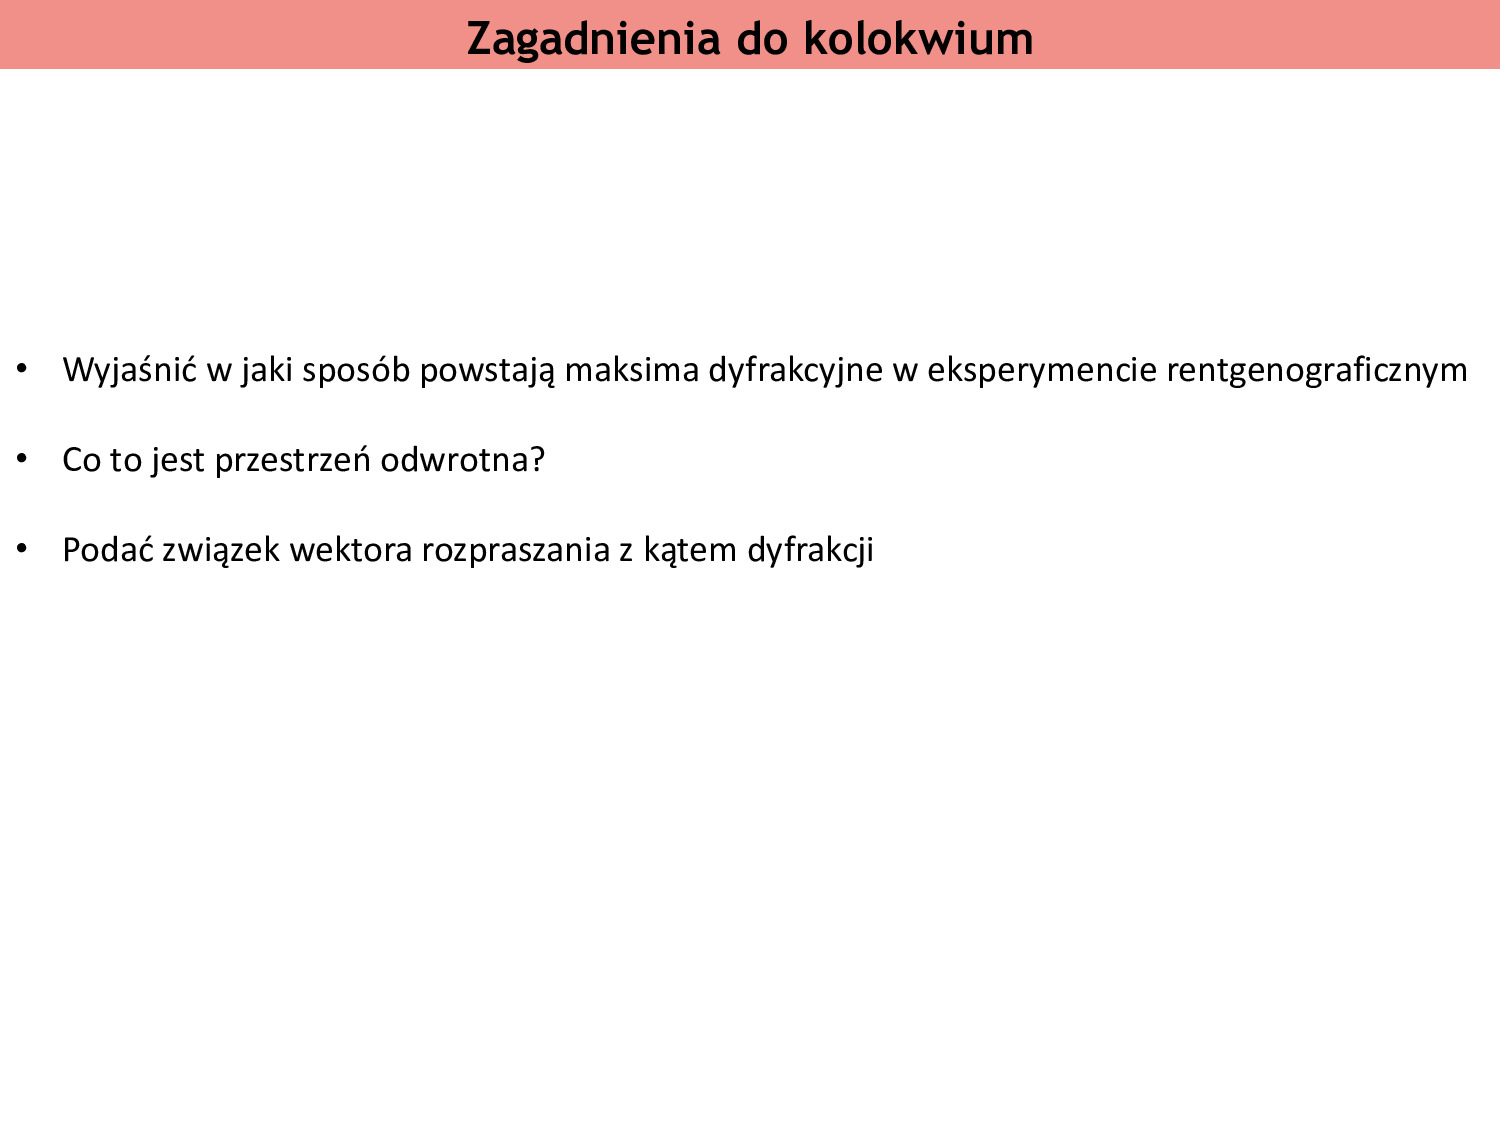 Zagadnienia do kolokwium
• Wyjaśnić w jaki sposób powstają maksima dyfrakcyjne w eksperymencie rentgenograficznym
• Co to jest przestrzeń odwrotna?
• Podać związek wektora rozpraszania z kątem dyfrakcji